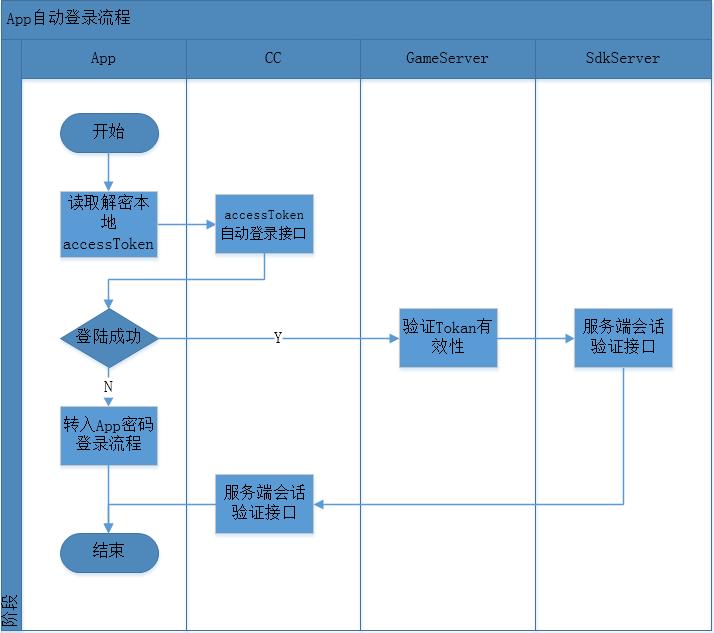 App自动登录流程
App
CC
GameServer
SdkServer
开始
读取解密本
地
accessToken
accessToken
自动登录接口
登陆成功
Y
验证Tokan有
效性
服务端会话
验证接口
N
转入App密码
登录流程
服务端会话
验证接口
结束
阶段